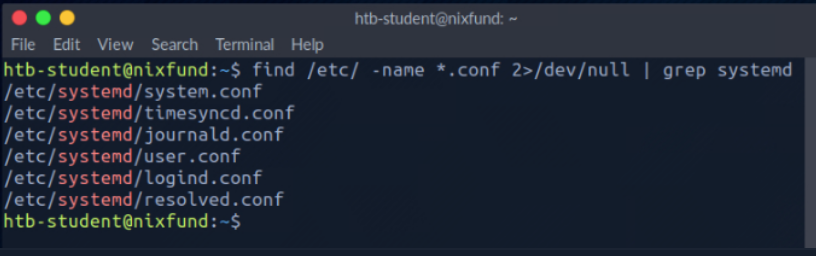 htb-student@nixfund: ~
File Edit View Search Terminal Help
htb-student@nixfund:~$ find /etc/ -name *.conf 2>/dev/null | grep systemd
/etc/systemd/system.conf
/etc/systemd/timesyncd.conf
/etc/systemd/journald.conf
/etc/systemd/user.conf
/etc/systemd/logind.conf
/etc/systemd/resolved.conf
htb-student@nixfund:~$